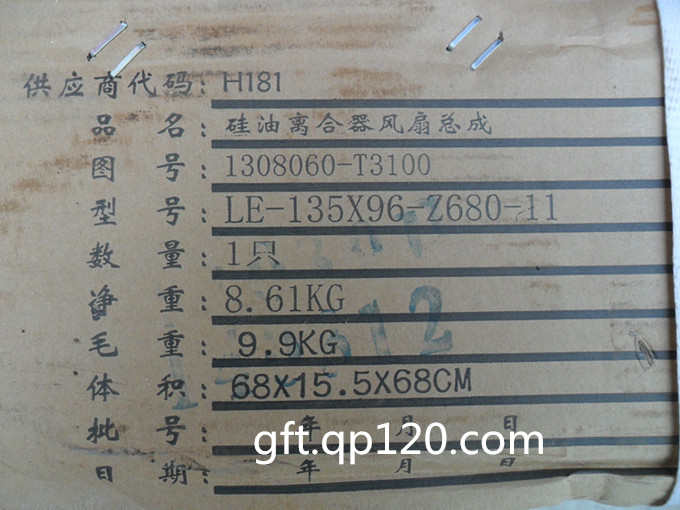 供应商代码: H181
品 名: 硅油离合器风扇总成
图 号: 1308060-T3100
型 号: LE-135X96-Z680-11
数 量: 1只
净 重: 8.61KG
毛 重: 9.9KG
体 积: 68X15.5X68CM
批 号: 年 月 日
gft.qp120.com
日 期: 年 月 日